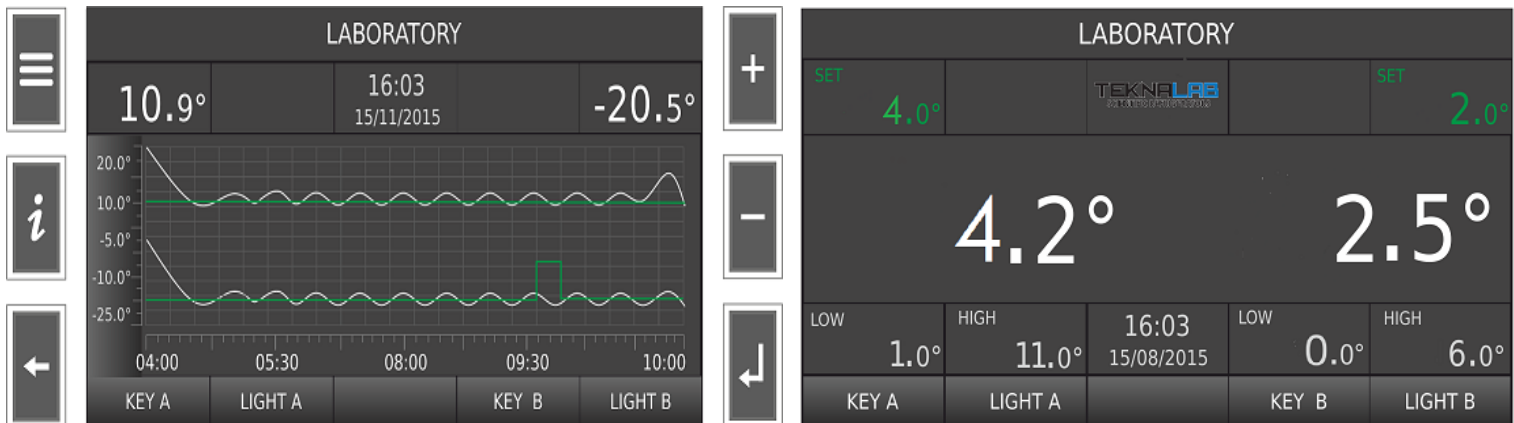 LABORATORY
10.9° 16:03 -20.5°
15/11/2015
20.0°
10.0°
-5.0°
-10.0°
-25.0°
04:00 05:30 08:00 09:30 10:00
KEY A LIGHT A KEY B LIGHT B
i
+
-
LABORATORY
SET SET
TEKNALAB
4.0° 2.0°
4.2° 2.5°
LOW HIGH 16:03 LOW HIGH
1.0° 11.0° 15/08/2015 0.0° 6.0°
KEY A LIGHT A KEY B LIGHT B